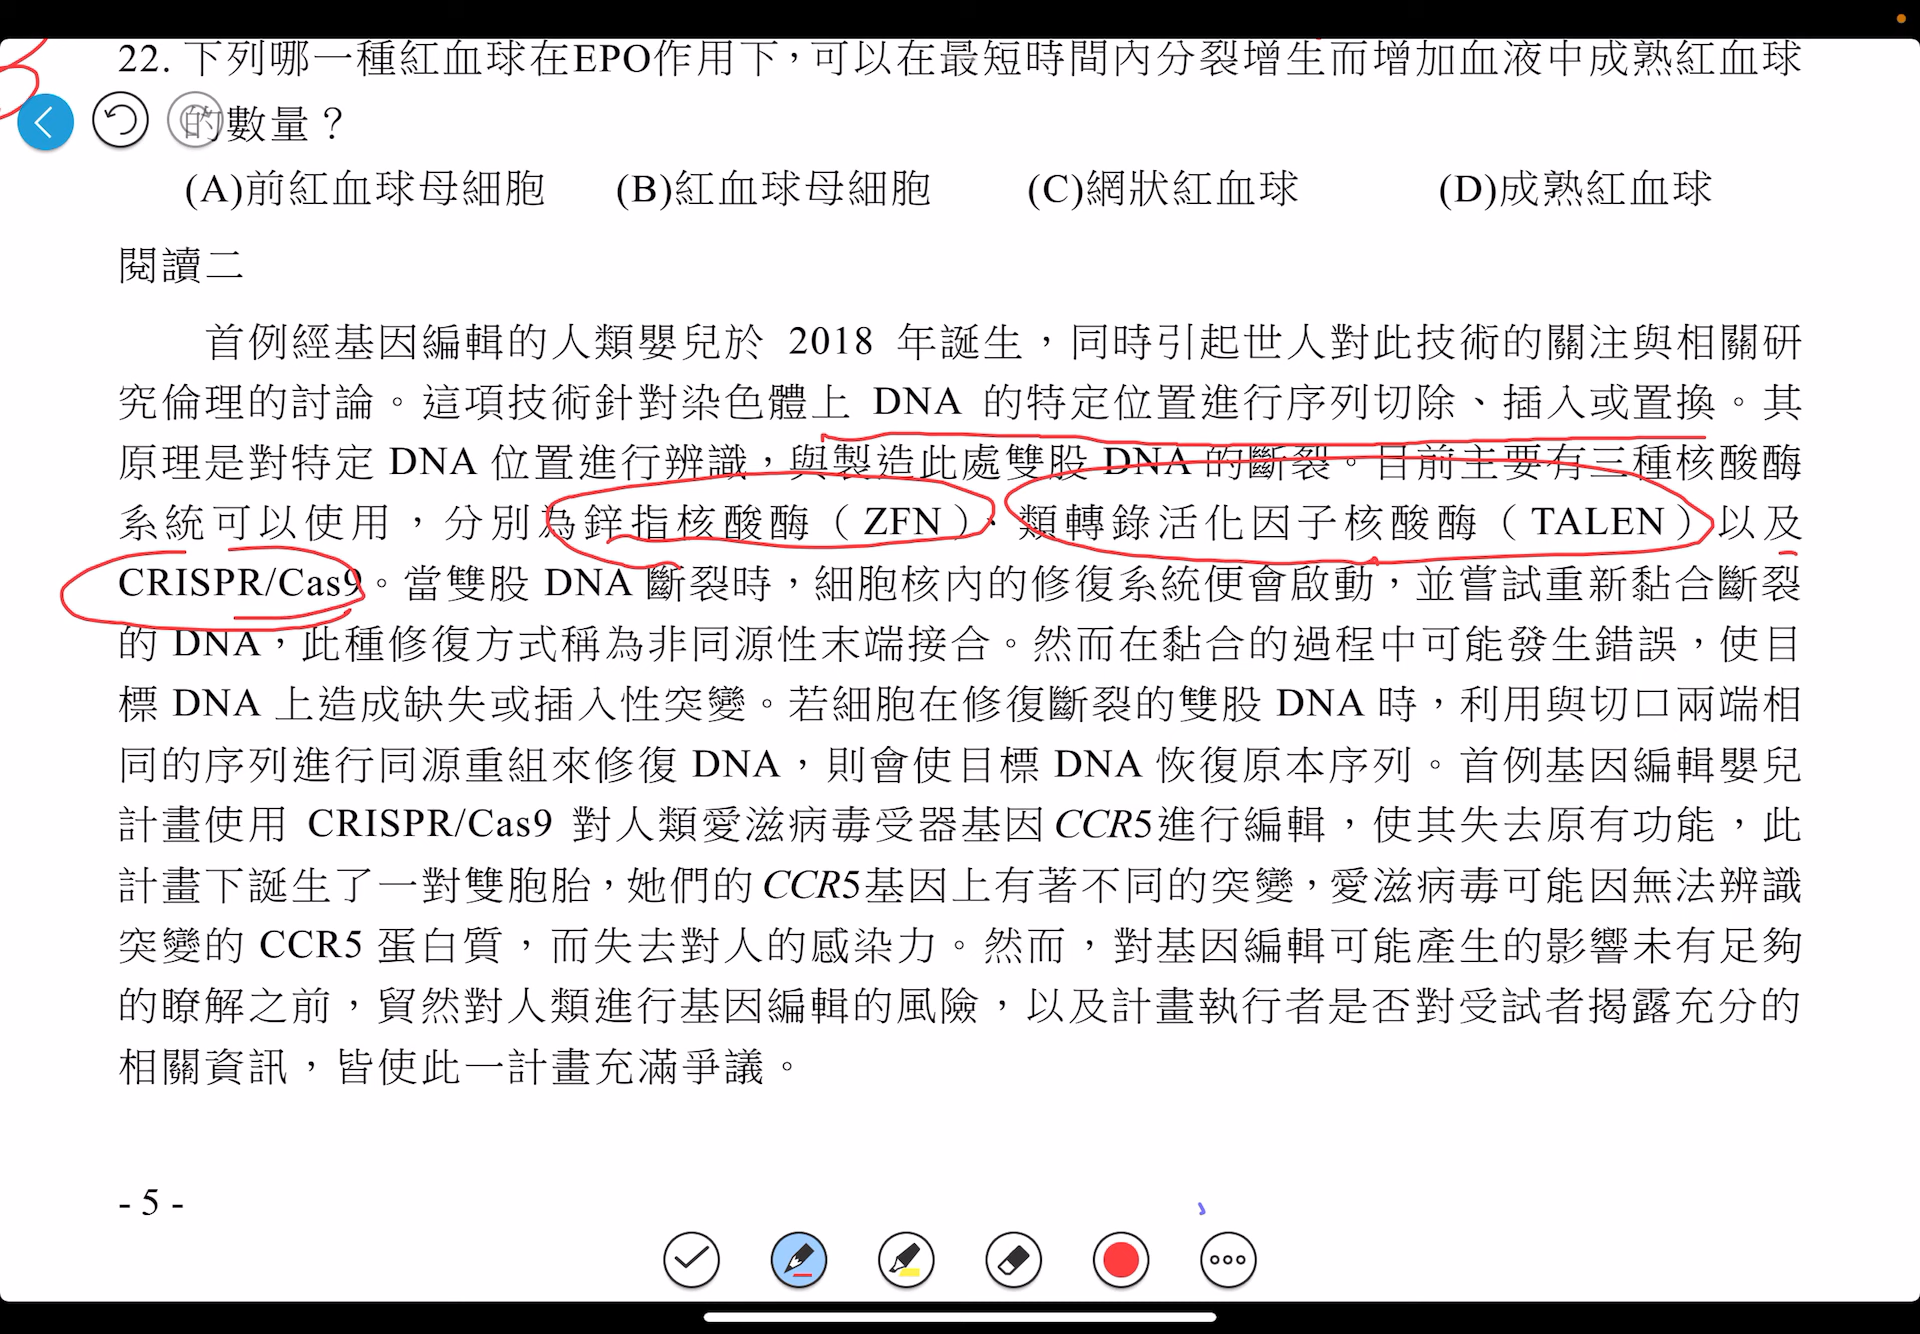 22. 下列哪一種紅血球在EPO作用下，可以在最短時間內分裂增生而增加血液中成熟紅血球
的數量？
(A)前紅血球母細胞 (B)紅血球母細胞 (C)網狀紅血球 (D)成熟紅血球
閱讀二
首例經基因編輯的人類嬰兒於 2018 年誕生，同時引起世人對此技術的關注與相關研
究倫理的討論。這項技術針對染色體上 DNA 的特定位置進行序列切除、插入或置換。其
原理是對特定 DNA 位置進行辨識，與製造此處雙股 DNA 的斷裂。目前主要有三種核酸酶
系統可以使用，分別為鋅指核酸酶（ZFN）、類轉錄活化因子核酸酶（TALEN）以及
CRISPR/Cas9。當雙股 DNA 斷裂時，細胞核內的修復系統便會啟動，並嘗試重新黏合斷裂
的 DNA，此種修復方式稱為非同源性末端接合。然而在黏合的過程中可能發生錯誤，使目
標 DNA 上造成缺失或插入性突變。若細胞在修復斷裂的雙股 DNA 時，利用與切口兩端相
同的序列進行同源重組來修復 DNA，則會使目標 DNA 恢復原本序列。首例基因編輯嬰兒
計畫使用 CRISPR/Cas9 對人類愛滋病毒受器基因 CCR5進行編輯，使其失去原有功能，此
計畫下誕生了一對雙胞胎，她們的 CCR5基因上有著不同的突變，愛滋病毒可能因無法辨識
突變的 CCR5 蛋白質，而失去對人的感染力。然而，對基因編輯可能產生的影響未有足夠
的瞭解之前，貿然對人類進行基因編輯的風險，以及計畫執行者是否對受試者揭露充分的
相關資訊，皆使此一計畫充滿爭議。
- 5 -